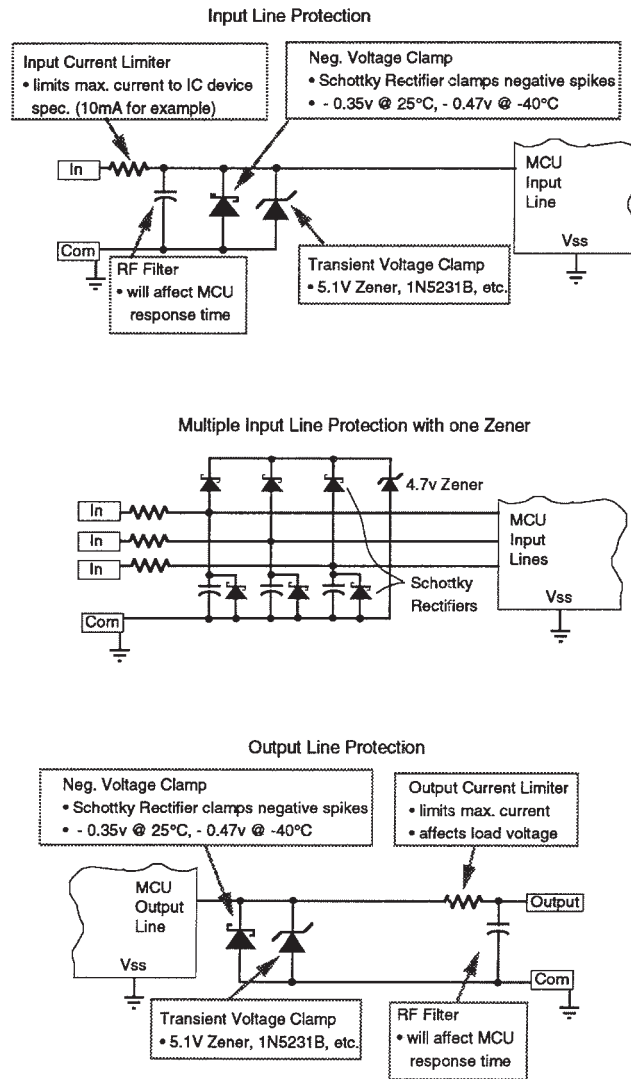 Input Line Protection
Input Current Limiter
• limits max. current to IC device
spec. (10mA for example)
Neg. Voltage Clamp
• Schottky Rectifier clamps negative spikes
• - 0.35v @ 25°C, - 0.47v @ -40°C
In
MCU
Input
Line
Com
Vss
RF Filter
• will affect MCU
response time
Transient Voltage Clamp
• 5.1V Zener, 1N5231B, etc.
Multiple Input Line Protection with one Zener
4.7v Zener
In
In
In
MCU
Input
Lines
Schottky
Rectifiers
Vss
Com
Output Line Protection
Neg. Voltage Clamp
• Schottky Rectifier clamps negative spikes
• - 0.35v @ 25°C, - 0.47v @ -40°C
Output Current Limiter
• limits max. current
• affects load voltage
MCU
Output
Line
Output
Vss
Com
Transient Voltage Clamp
• 5.1V Zener, 1N5231B, etc.
RF Filter
• will affect MCU
response time